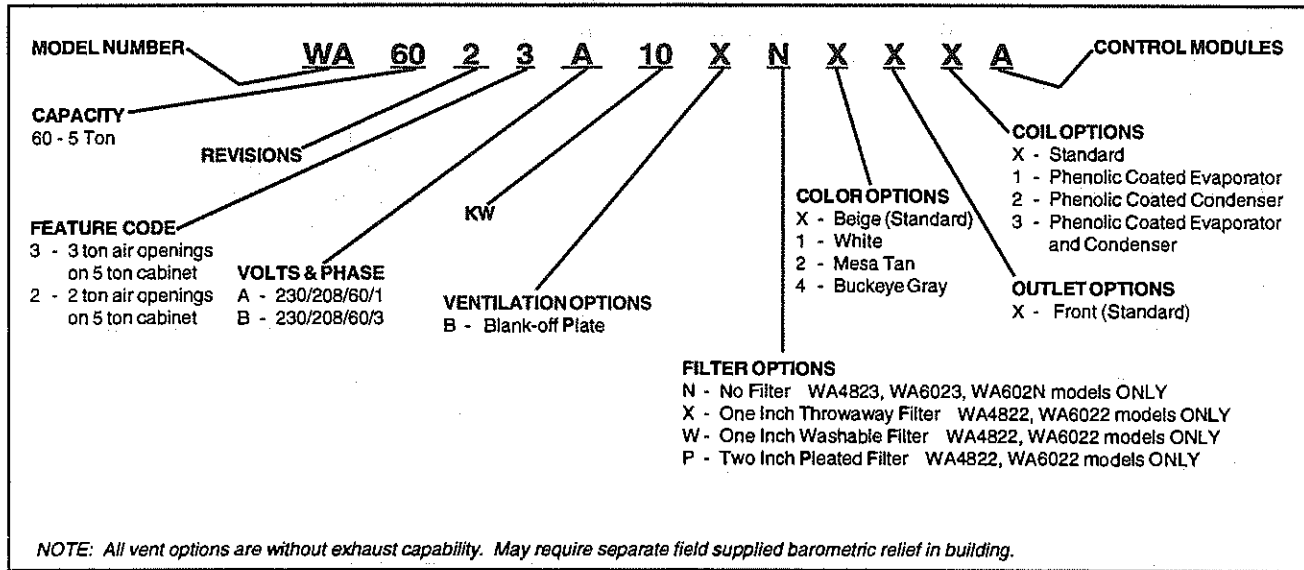 MODEL NUMBER WA 60 2 3 A 10 X N X X X A CONTROL MODULES
CAPACITY
60 - 5 Ton
REVISIONS
FEATURE CODE
3 - 3 ton air openings
on 5 ton cabinet
2 - 2 ton air openings
on 5 ton cabinet
VOLTS & PHASE
A - 230/208/60/1
B - 230/208/60/3
KW
VENTILATION OPTIONS
B - Blank-off Plate
COLOR OPTIONS
X - Beige (Standard)
1 - White
2 - Mesa Tan
4 - Buckeye Gray
COIL OPTIONS
X - Standard
1 - Phenolic Coated Evaporator
2 - Phenolic Coated Condenser
3 - Phenolic Coated Evaporator
and Condenser
OUTLET OPTIONS
X - Front (Standard)
FILTER OPTIONS
N - No Filter WA4823, WA6023, WA602N models ONLY
X - One Inch Throwaway Filter WA4822, WA6022 models ONLY
W - One Inch Washable Filter WA4822, WA6022 models ONLY
P - Two Inch Pleated Filter WA4822, WA6022 models ONLY
NOTE: All vent options are without exhaust capability. May require separate field supplied barometric relief in building.